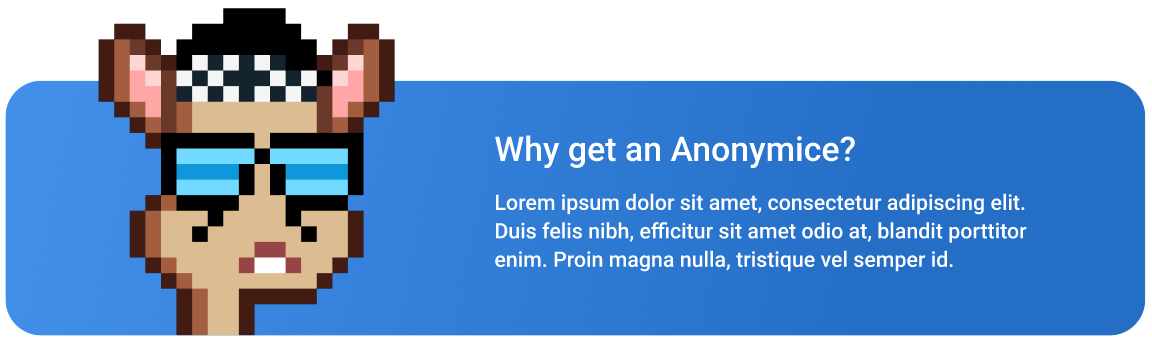 Why get an Anonymice?
Lorem ipsum dolor sit amet, consectetur adipiscing elit.
Duis felis nibh, efficitur sit amet odio at, blandit porttitor
enim. Proin magna nulla, tristique vel semper id.